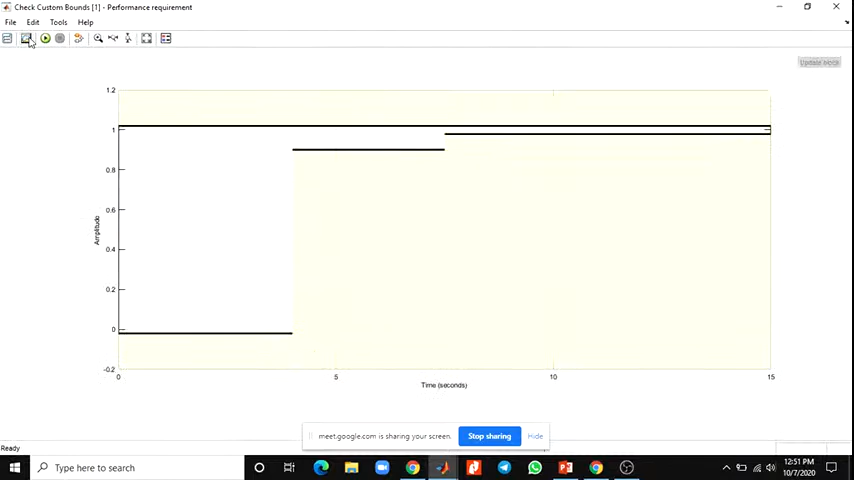 Check Custom Bounds [1] - Performance requirement
File Edit Tools Help
Update block
1.2
1
0.8
0.6
0.4
0.2
0
-0.2
Amplitude
0 5 10 15
Time (seconds)
meet.google.com is sharing your screen. Stop sharing Hide
Ready
Type here to search
12:51 PM
10/7/2020